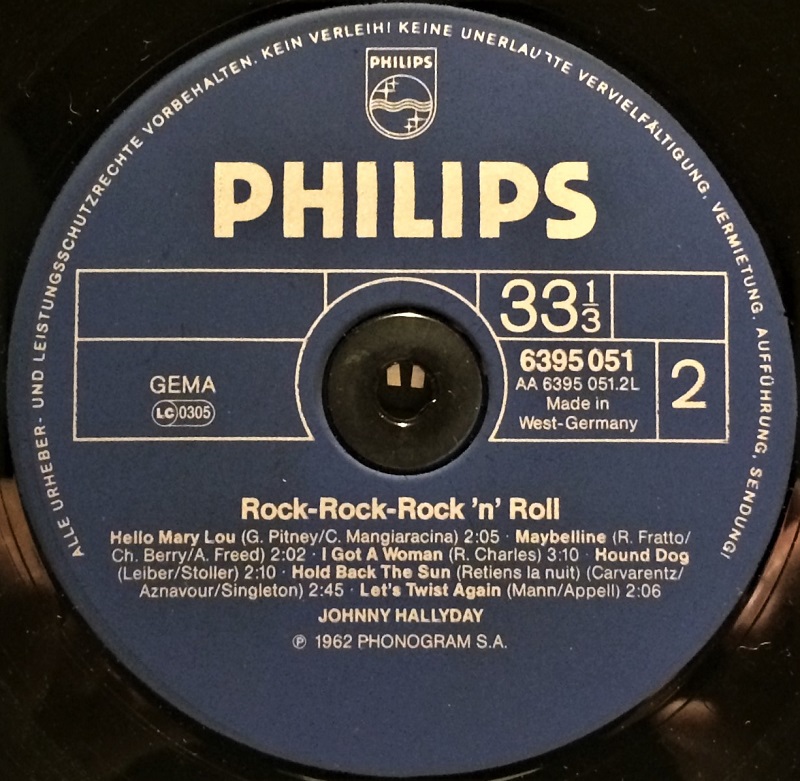 ALLE URHEBER- UND LEISTUNGSSCHUTZRECHTE VORBEHALTEN. KEIN VERLEIH! KEINE UNERLAUBTE VERVIELFÄLTIGUNG, VERMIETUNG, AUFFÜHRUNG, SENDUNG!
PHILIPS
PHILIPS
33 1/3
GEMA
LC 0305
6395 051
AA 6395 051.2L
Made in
West-Germany
2
Rock-Rock-Rock 'n' Roll
Hello Mary Lou (G. Pitney/C. Mangiaracina) 2:05 · Maybelline (R. Fratto/
Ch. Berry/A. Freed) 2:02 · I Got A Woman (R. Charles) 3:10 · Hound Dog
(Leiber/Stoller) 2:10 · Hold Back The Sun (Retiens la nuit) (Carvarentz/
Aznavour/Singleton) 2:45 · Let's Twist Again (Mann/Appell) 2:06
JOHNNY HALLYDAY
℗ 1962 PHONOGRAM S.A.